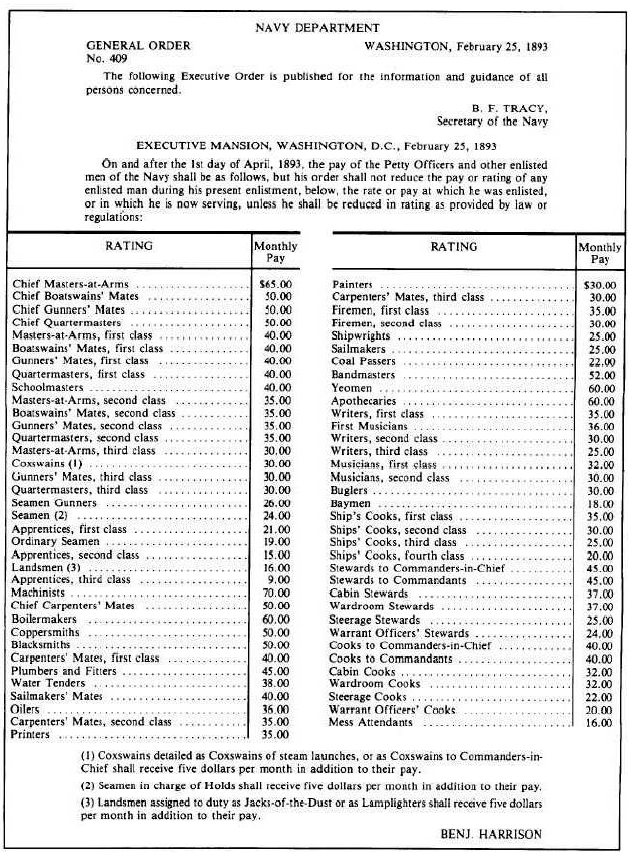 NAVY DEPARTMENT
GENERAL ORDER WASHINGTON, February 25, 1893
No. 409
The following Executive Order is published for the information and guidance of all
persons concerned.
B. F. TRACY,
Secretary of the Navy
EXECUTIVE MANSION, WASHINGTON, D.C., February 25, 1893
On and after the 1st day of April, 1893, the pay of the Petty Officers and other enlisted
men of the Navy shall be as follows, but his order shall not reduce the pay or rating of any
enlisted man during his present enlistment, below, the rate or pay at which he was enlisted,
or in which he is now serving, unless he shall be reduced in rating as provided by law or
regulations:
RATING Monthly
Pay
Chief Masters-at-Arms $65.00
Chief Boatswains' Mates 50.00
Chief Gunners' Mates 50.00
Chief Quartermasters 50.00
Masters-at-Arms, first class 40.00
Boatswains' Mates, first class 40.00
Gunners' Mates, first class 40.00
Quartermasters, first class 40.00
Schoolmasters 40.00
Masters-at-Arms, second class 35.00
Boatswains' Mates, second class 35.00
Gunners' Mates, second class 35.00
Quartermasters, second class 35.00
Masters-at-Arms, third class 30.00
Coxswains (1) 30.00
Gunners' Mates, third class 30.00
Quartermasters, third class 30.00
Seamen Gunners 26.00
Seamen (2) 24.00
Apprentices, first class 21.00
Ordinary Seamen 19.00
Apprentices, second class 15.00
Landsmen (3) 16.00
Apprentices, third class 9.00
Machinists 70.00
Chief Carpenters' Mates 50.00
Boilermakers 60.00
Coppersmiths 50.00
Blacksmiths 50.00
Carpenters' Mates, first class 40.00
Plumbers and Fitters 45.00
Water Tenders 38.00
Sailmakers' Mates 40.00
Oilers 36.00
Carpenters' Mates, second class 35.00
Printers 35.00
RATING Monthly
Pay
Painters $30.00
Carpenters' Mates, third class 30.00
Firemen, first class 35.00
Firemen, second class 30.00
Shipwrights 25.00
Sailmakers 25.00
Coal Passers 22.00
Bandmasters 52.00
Yeomen 60.00
Apothecaries 60.00
Writers, first class 35.00
First Musicians 36.00
Writers, second class 30.00
Writers, third class 25.00
Musicians, first class 32.00
Musicians, second class 30.00
Buglers 30.00
Baymen 18.00
Ship's Cooks, first class 35.00
Ships' Cooks, second class 30.00
Ships' Cooks, third class 25.00
Ships' Cooks, fourth class 20.00
Stewards to Commanders-in-Chief 45.00
Stewards to Commandants 45.00
Cabin Stewards 37.00
Wardroom Stewards 37.00
Steerage Stewards 25.00
Warrant Officers' Stewards 24.00
Cooks to Commanders-in-Chief 40.00
Cooks to Commandants 40.00
Cabin Cooks 32.00
Wardroom Cooks 32.00
Steerage Cooks 22.00
Warrant Officers' Cooks 20.00
Mess Attendants 16.00
(1) Coxswains detailed as Coxswains of steam launches, or as Coxswains to Commanders-in-
Chief shall receive five dollars per month in addition to their pay.
(2) Seamen in charge of Holds shall receive five dollars per month in addition to their pay.
(3) Landsmen assigned to duty as Jacks-of-the-Dust or as Lamplighters shall receive five dollars
per month in addition to their pay.
BENJ. HARRISON